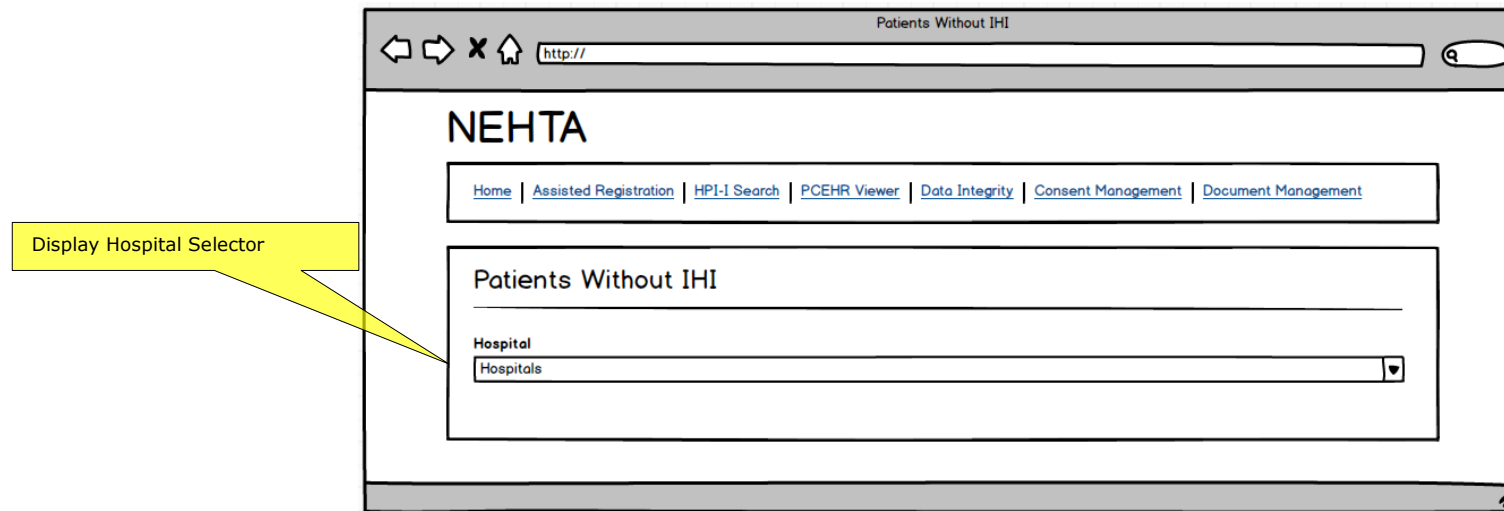 Patients Without IHI
http://
NEHTA
Home | Assisted Registration | HPI-I Search | PCEHR Viewer | Data Integrity | Consent Management | Document Management
Display Hospital Selector
Patients Without IHI
Hospital
Hospitals